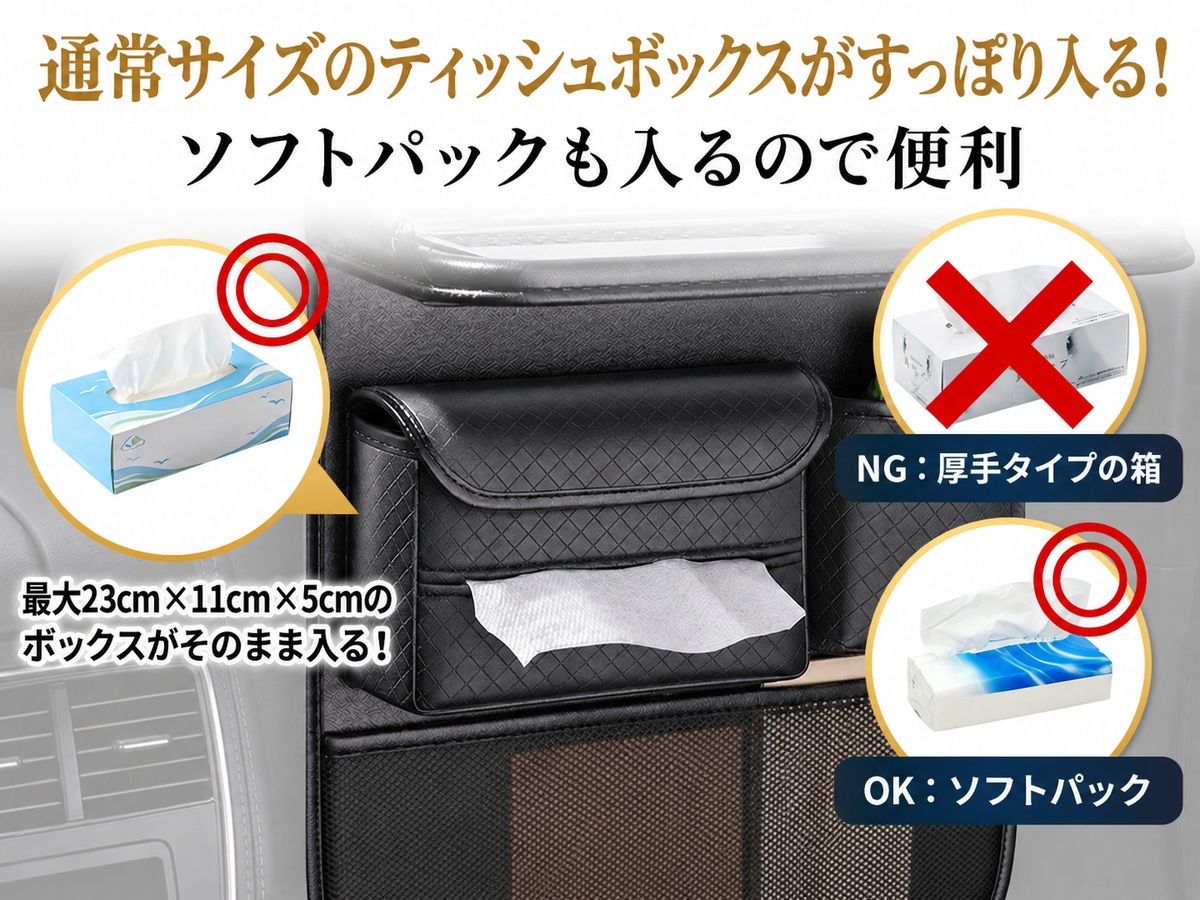 通常サイズのティッシュボックスがすっぽり入る!
ソフトパックも入るので便利
最大23cm×11cm×5cmの
ボックスがそのまま入る!
NG:厚手タイプの箱
OK:ソフトパック